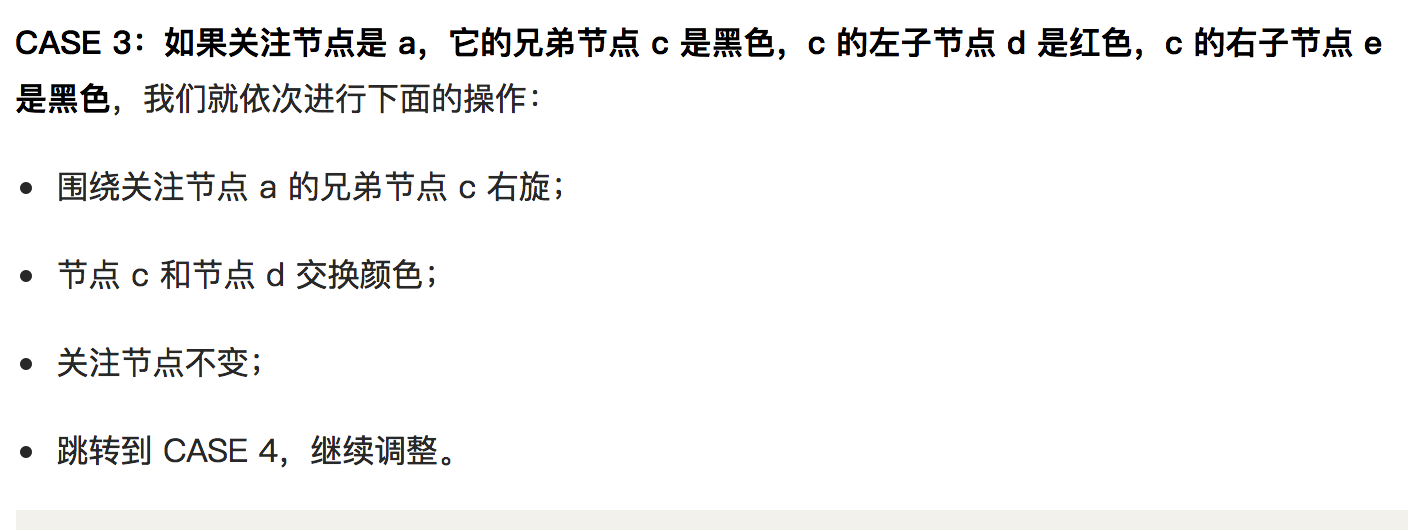 CASE 3：如果关注节点是 a，它的兄弟节点 c 是黑色，c 的左子节点 d 是红色，c 的右子节点 e
是黑色，我们就依次进行下面的操作：
• 围绕关注节点 a 的兄弟节点 c 右旋；
• 节点 c 和节点 d 交换颜色；
• 关注节点不变；
• 跳转到 CASE 4，继续调整。